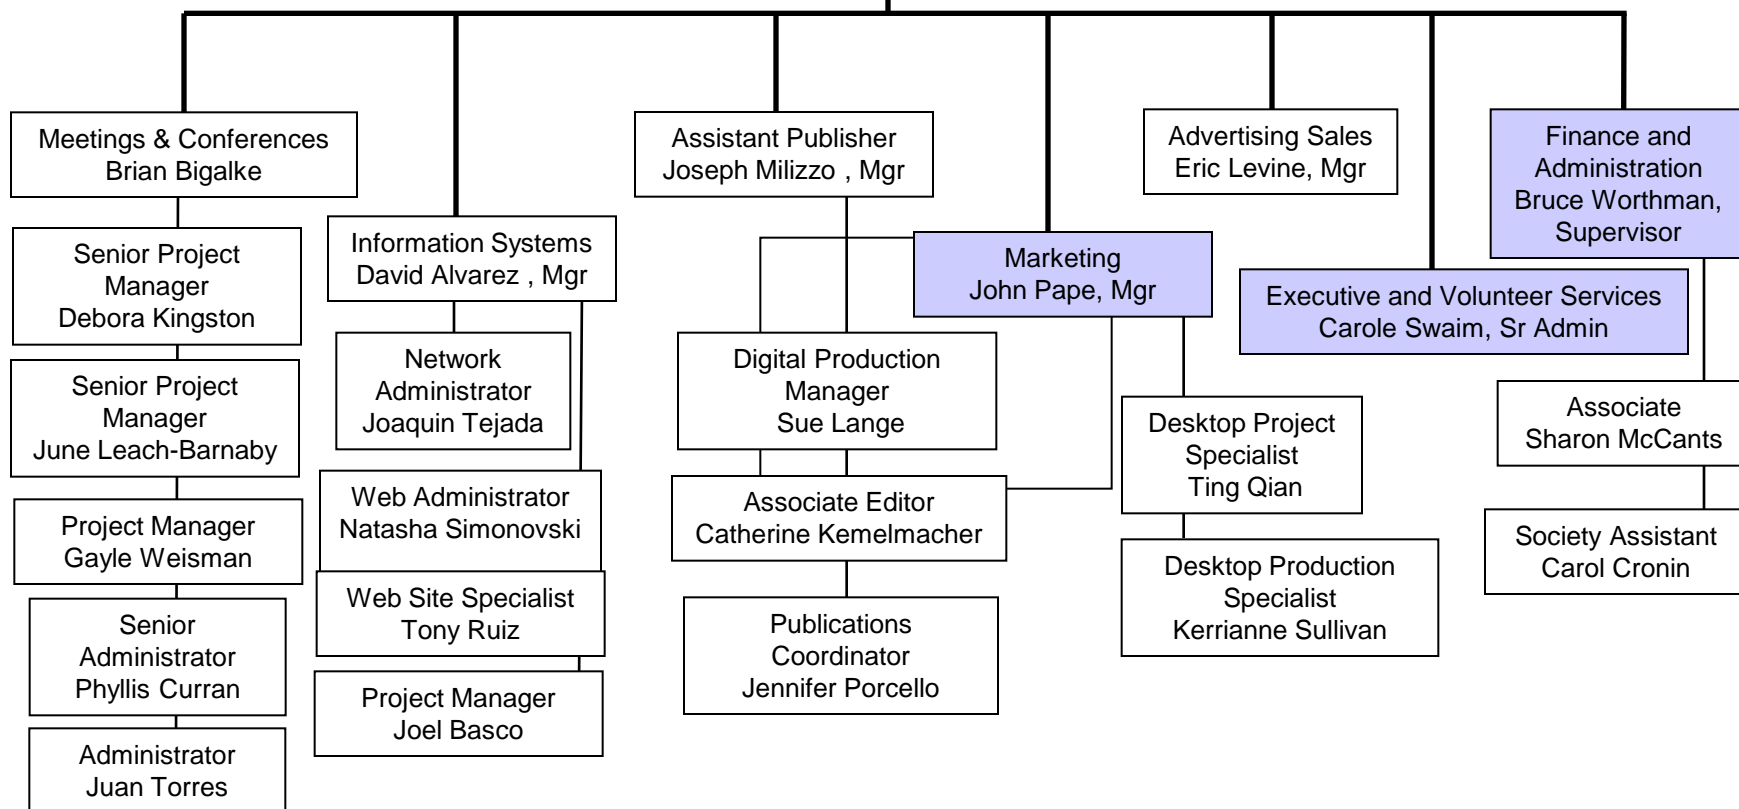 Meetings & Conferences
Brian Bigalke
Senior Project
Manager
Debora Kingston
Senior Project
Manager
June Leach-Barnaby
Project Manager
Gayle Weisman
Senior
Administrator
Phyllis Curran
Administrator
Juan Torres
Information Systems
David Alvarez , Mgr
Network
Administrator
Joaquin Tejada
Web Administrator
Natasha Simonovski
Web Site Specialist
Tony Ruiz
Project Manager
Joel Basco
Assistant Publisher
Joseph Milizzo , Mgr
Digital Production
Manager
Sue Lange
Associate Editor
Catherine Kemelmacher
Publications
Coordinator
Jennifer Porcello
Marketing
John Pape, Mgr
Desktop Project
Specialist
Ting Qian
Desktop Production
Specialist
Kerrianne Sullivan
Advertising Sales
Eric Levine, Mgr
Executive and Volunteer Services
Carole Swaim, Sr Admin
Finance and
Administration
Bruce Worthman,
Supervisor
Associate
Sharon McCants
Society Assistant
Carol Cronin